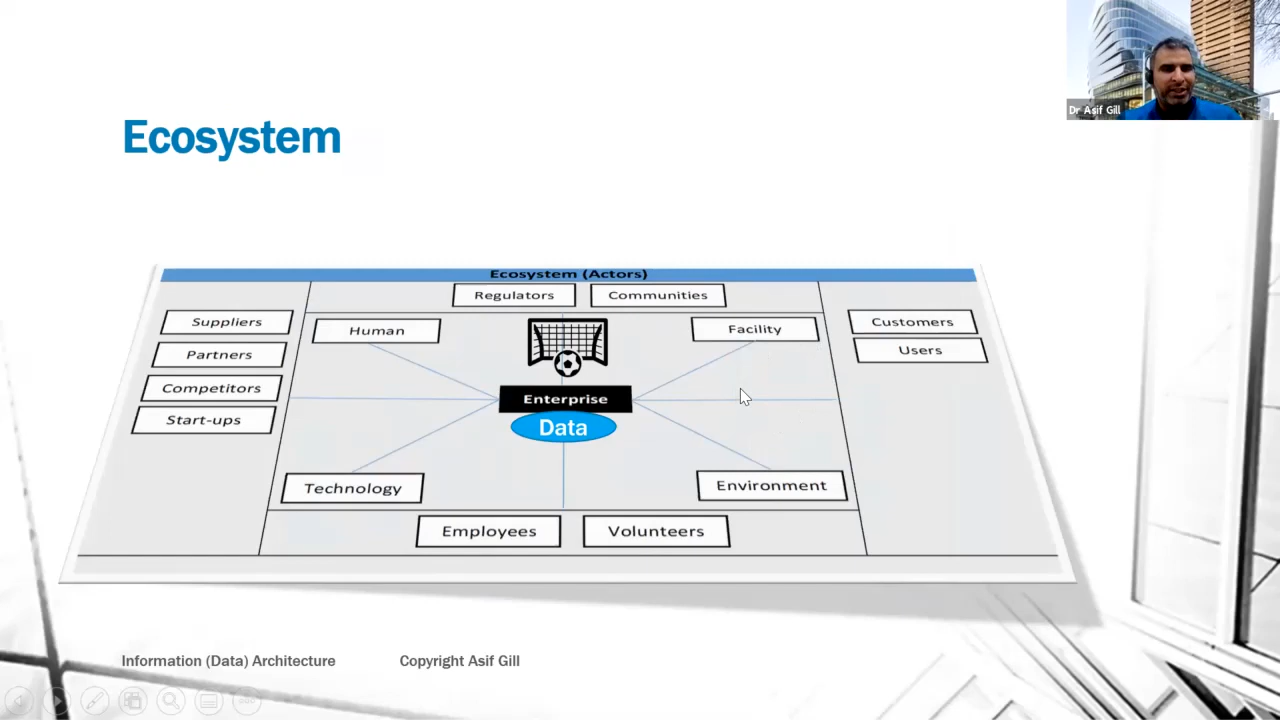 Dr Asif Gill
Ecosystem
Ecosystem (Actors)
Regulators
Communities
Suppliers
Partners
Competitors
Start-ups
Human
Facility
Customers
Users
Enterprise
Data
Technology
Environment
Employees
Volunteers
Information (Data) Architecture
Copyright Asif Gill